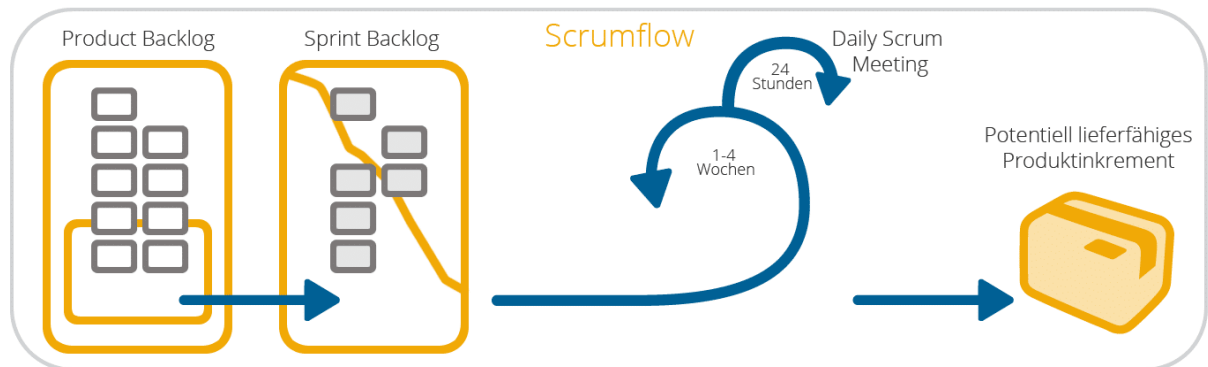 Product Backlog
Sprint Backlog
Scrumflow
24
Stunden
Daily Scrum
Meeting
1-4
Wochen
Potentiell lieferfähiges
Produktinkrement